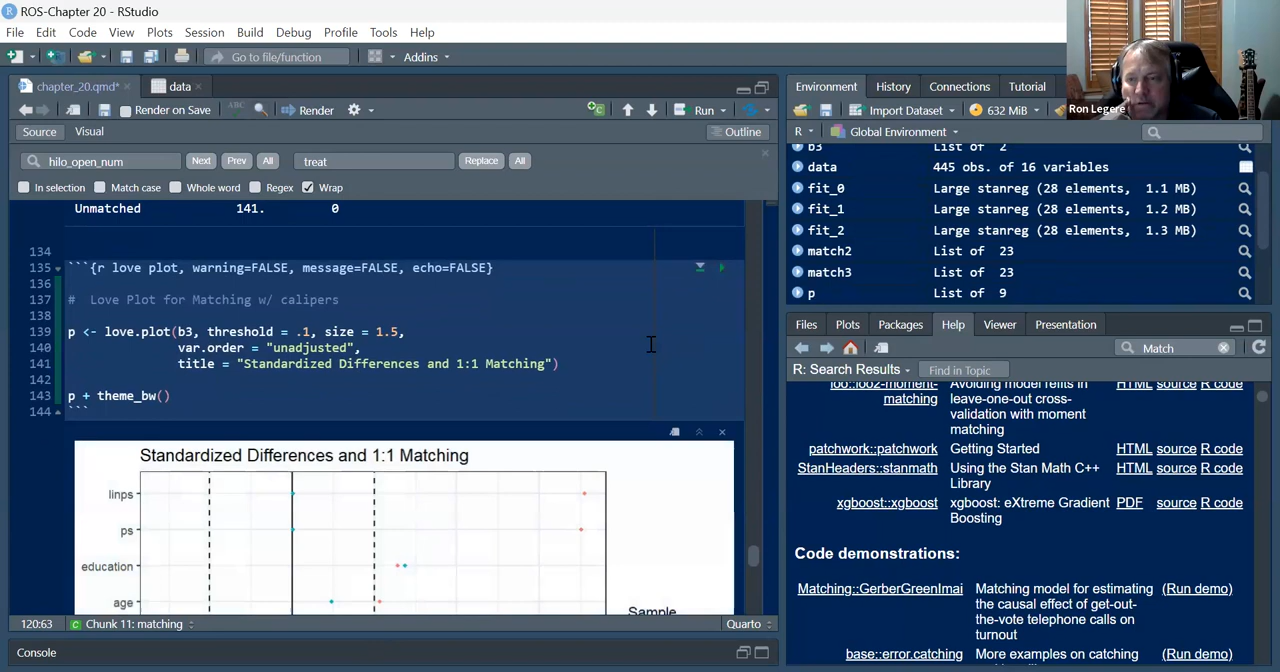 ROS-Chapter 20 - RStudio
File Edit Code View Plots Session Build Debug Profile Tools Help
Go to file/function Addins
chapter_20.qmd* data
Render on Save ABC Render Run
Source Visual Outline
hilo_open_num Next Prev All treat Replace All
In selection Match case Whole word Regex Wrap
Unmatched 141. 0
134
135 ```{r love plot, warning=FALSE, message=FALSE, echo=FALSE}
136
137 # Love Plot for Matching w/ calipers
138
139 p <- love.plot(b3, threshold = .1, size = 1.5,
140 var.order = "unadjusted",
141 title = "Standardized Differences and 1:1 Matching")
142
143 p + theme_bw()
144 ```
Standardized Differences and 1:1 Matching
linps
ps
education
age
Sample
120:63 C Chunk 11: matching Quarto
Console
Ron Legere
Environment History Connections Tutorial
Import Dataset 632 MiB
R Global Environment
b3 List of 2
data 445 obs. of 16 variables
fit_0 Large stanreg (28 elements, 1.1 MB)
fit_1 Large stanreg (28 elements, 1.2 MB)
fit_2 Large stanreg (28 elements, 1.3 MB)
match2 List of 23
match3 List of 23
p List of 9
Files Plots Packages Help Viewer Presentation
Match
R: Search Results Find in Topic
loo::loo2-moment-matching Avoiding model refits in leave-one-out cross-validation with moment matching HTML source R code
patchwork::patchwork Getting Started HTML source R code
StanHeaders::stanmath Using the Stan Math C++ Library HTML source R code
xgboost::xgboost xgboost: eXtreme Gradient Boosting PDF source R code
Code demonstrations:
Matching::GerberGreenImai Matching model for estimating the causal effect of get-out-the-vote telephone calls on turnout (Run demo)
base::error.catching More examples on catching (Run demo)